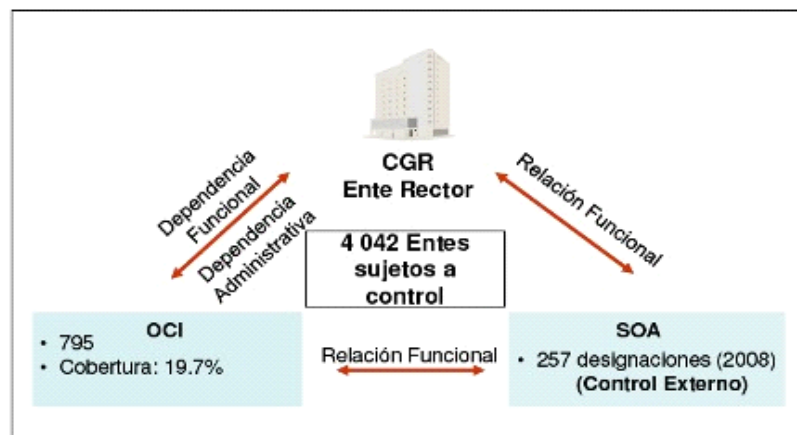 CGR
Ente Rector
Dependencia
Funcional
Dependencia
Administrativa
Relación Funcional
4 042 Entes
sujetos a
control
OCI
• 795
• Cobertura: 19.7%
Relación Funcional
SOA
• 257 designaciones (2008)
(Control Externo)